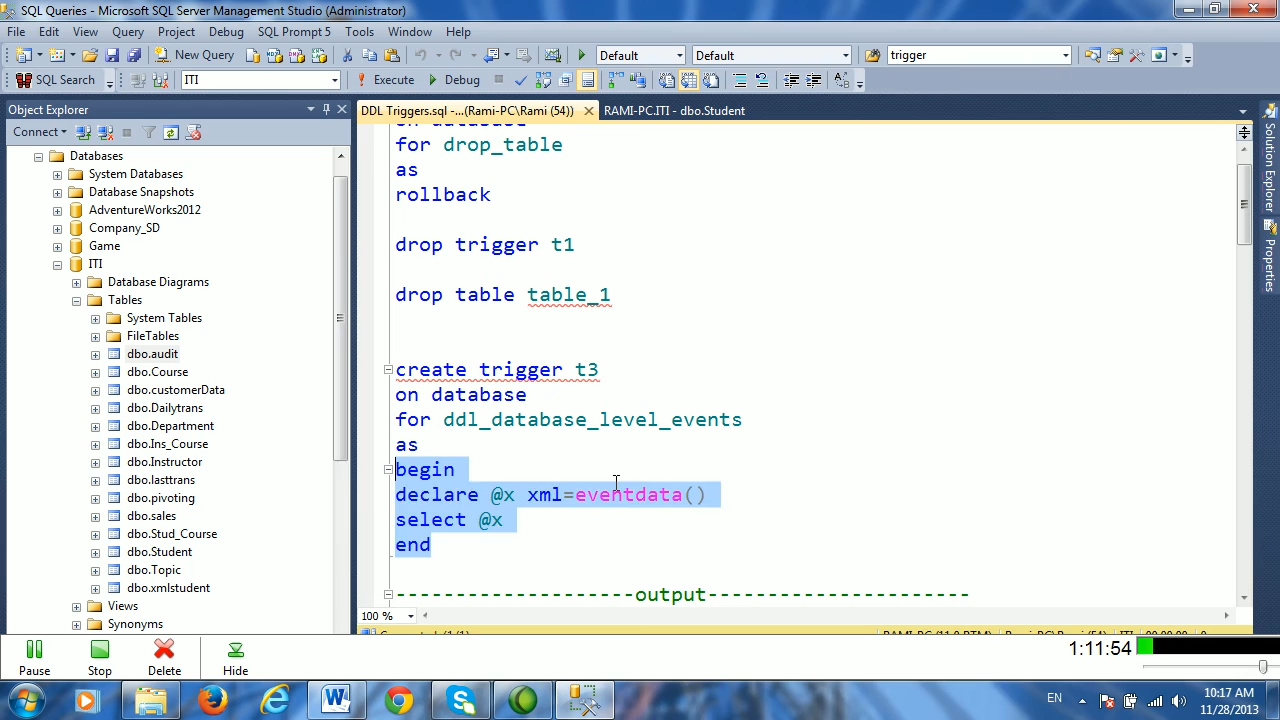 SQL Queries - Microsoft SQL Server Management Studio (Administrator)
File Edit View Query Project Debug SQL Prompt 5 Tools Window Help
New Query Default Default trigger
SQL Search ITI Execute Debug
Object Explorer
Connect
Databases
System Databases
Database Snapshots
AdventureWorks2012
Company_SD
Game
ITI
Database Diagrams
Tables
System Tables
FileTables
dbo.audit
dbo.Course
dbo.customerData
dbo.Dailytrans
dbo.Department
dbo.Ins_Course
dbo.Instructor
dbo.lasttrans
dbo.pivoting
dbo.sales
dbo.Stud_Course
dbo.Student
dbo.Topic
dbo.xmlstudent
Views
Synonyms
DDL Triggers.sql -...(Rami-PC\Rami (54)) RAMI-PC.ITI - dbo.Student
on database
for drop_table
as
rollback
drop trigger t1
drop table table_1
create trigger t3
on database
for ddl_database_level_events
as
begin
declare @x xml=eventdata()
select @x
end
-------------------output----------------------
100 %
Solution Explorer
Properties
Pause Stop Delete Hide
1:11:54
EN
10:17 AM
11/28/2013